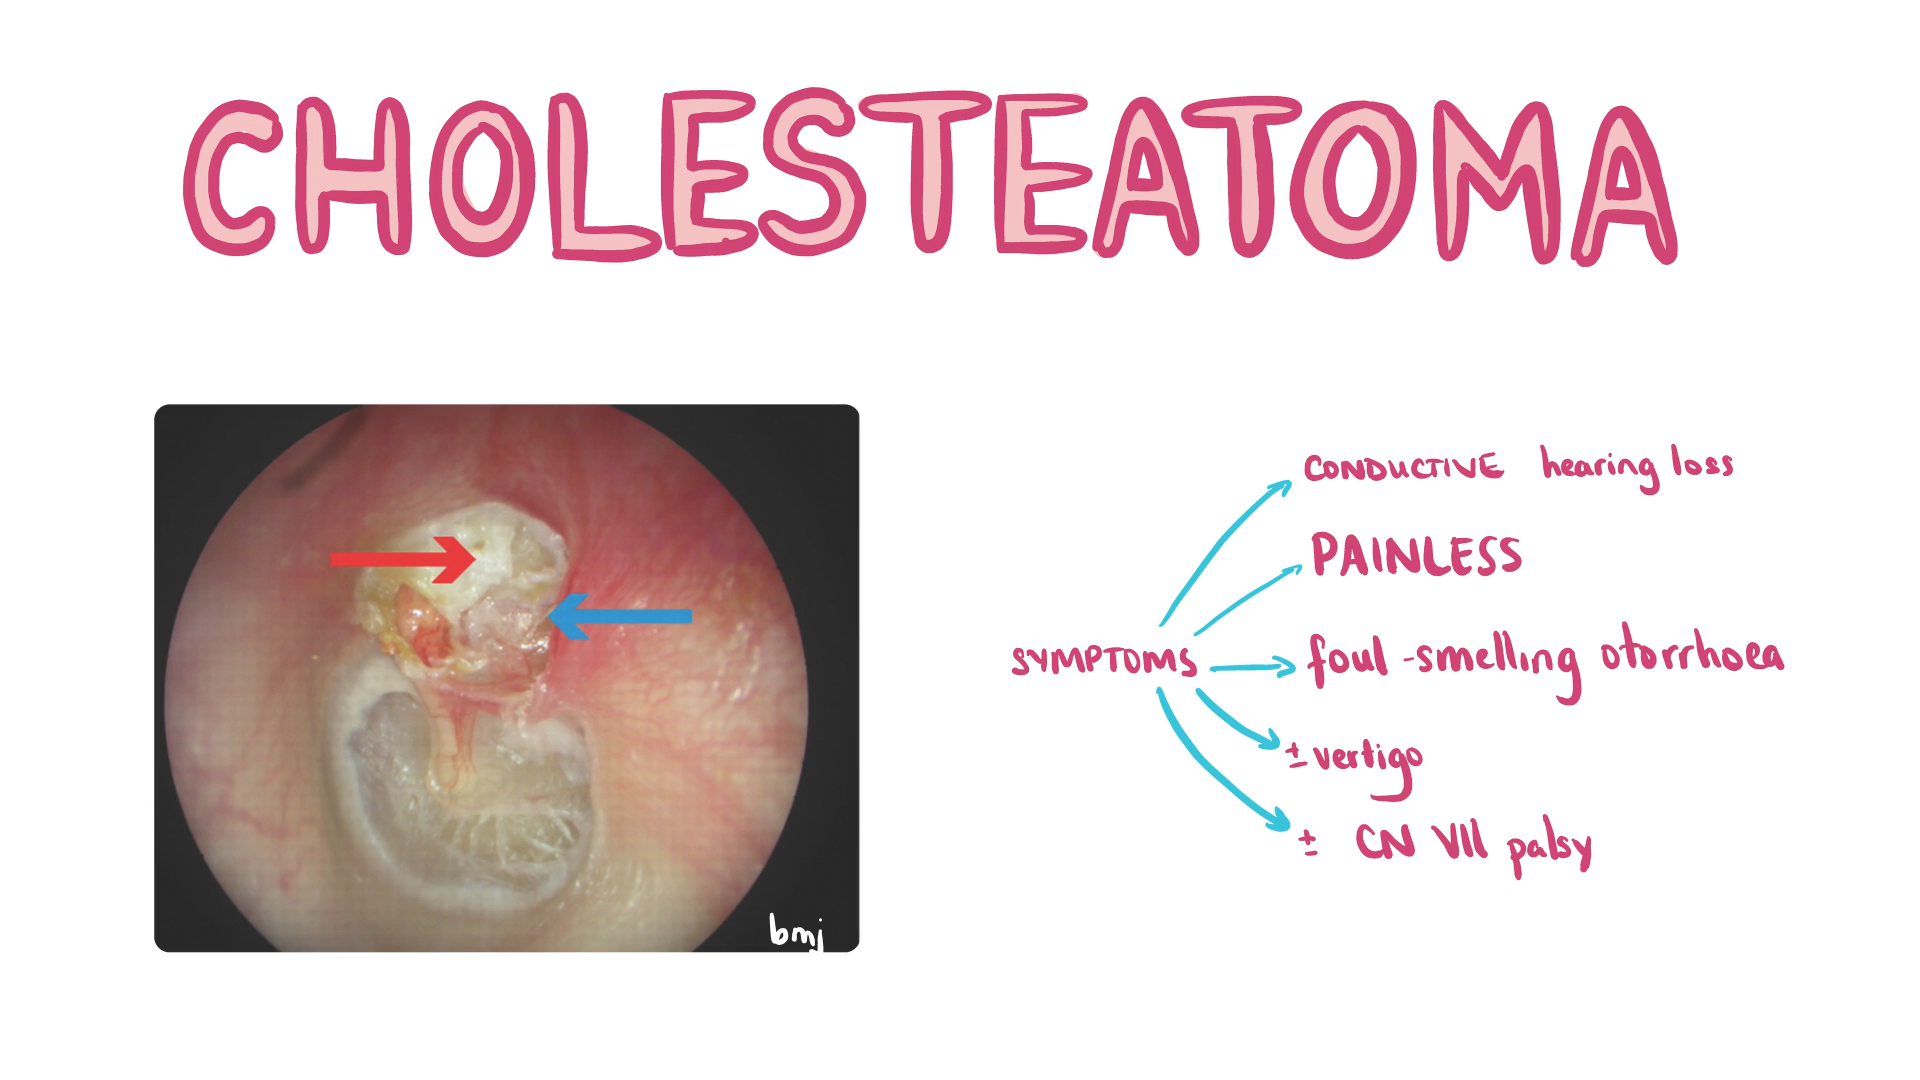 CHOLESTEATOMA
bmj
SYMPTOMS
CONDUCTIVE hearing loss
PAINLESS
foul-smelling otorrhoea
± vertigo
± CN VII palsy